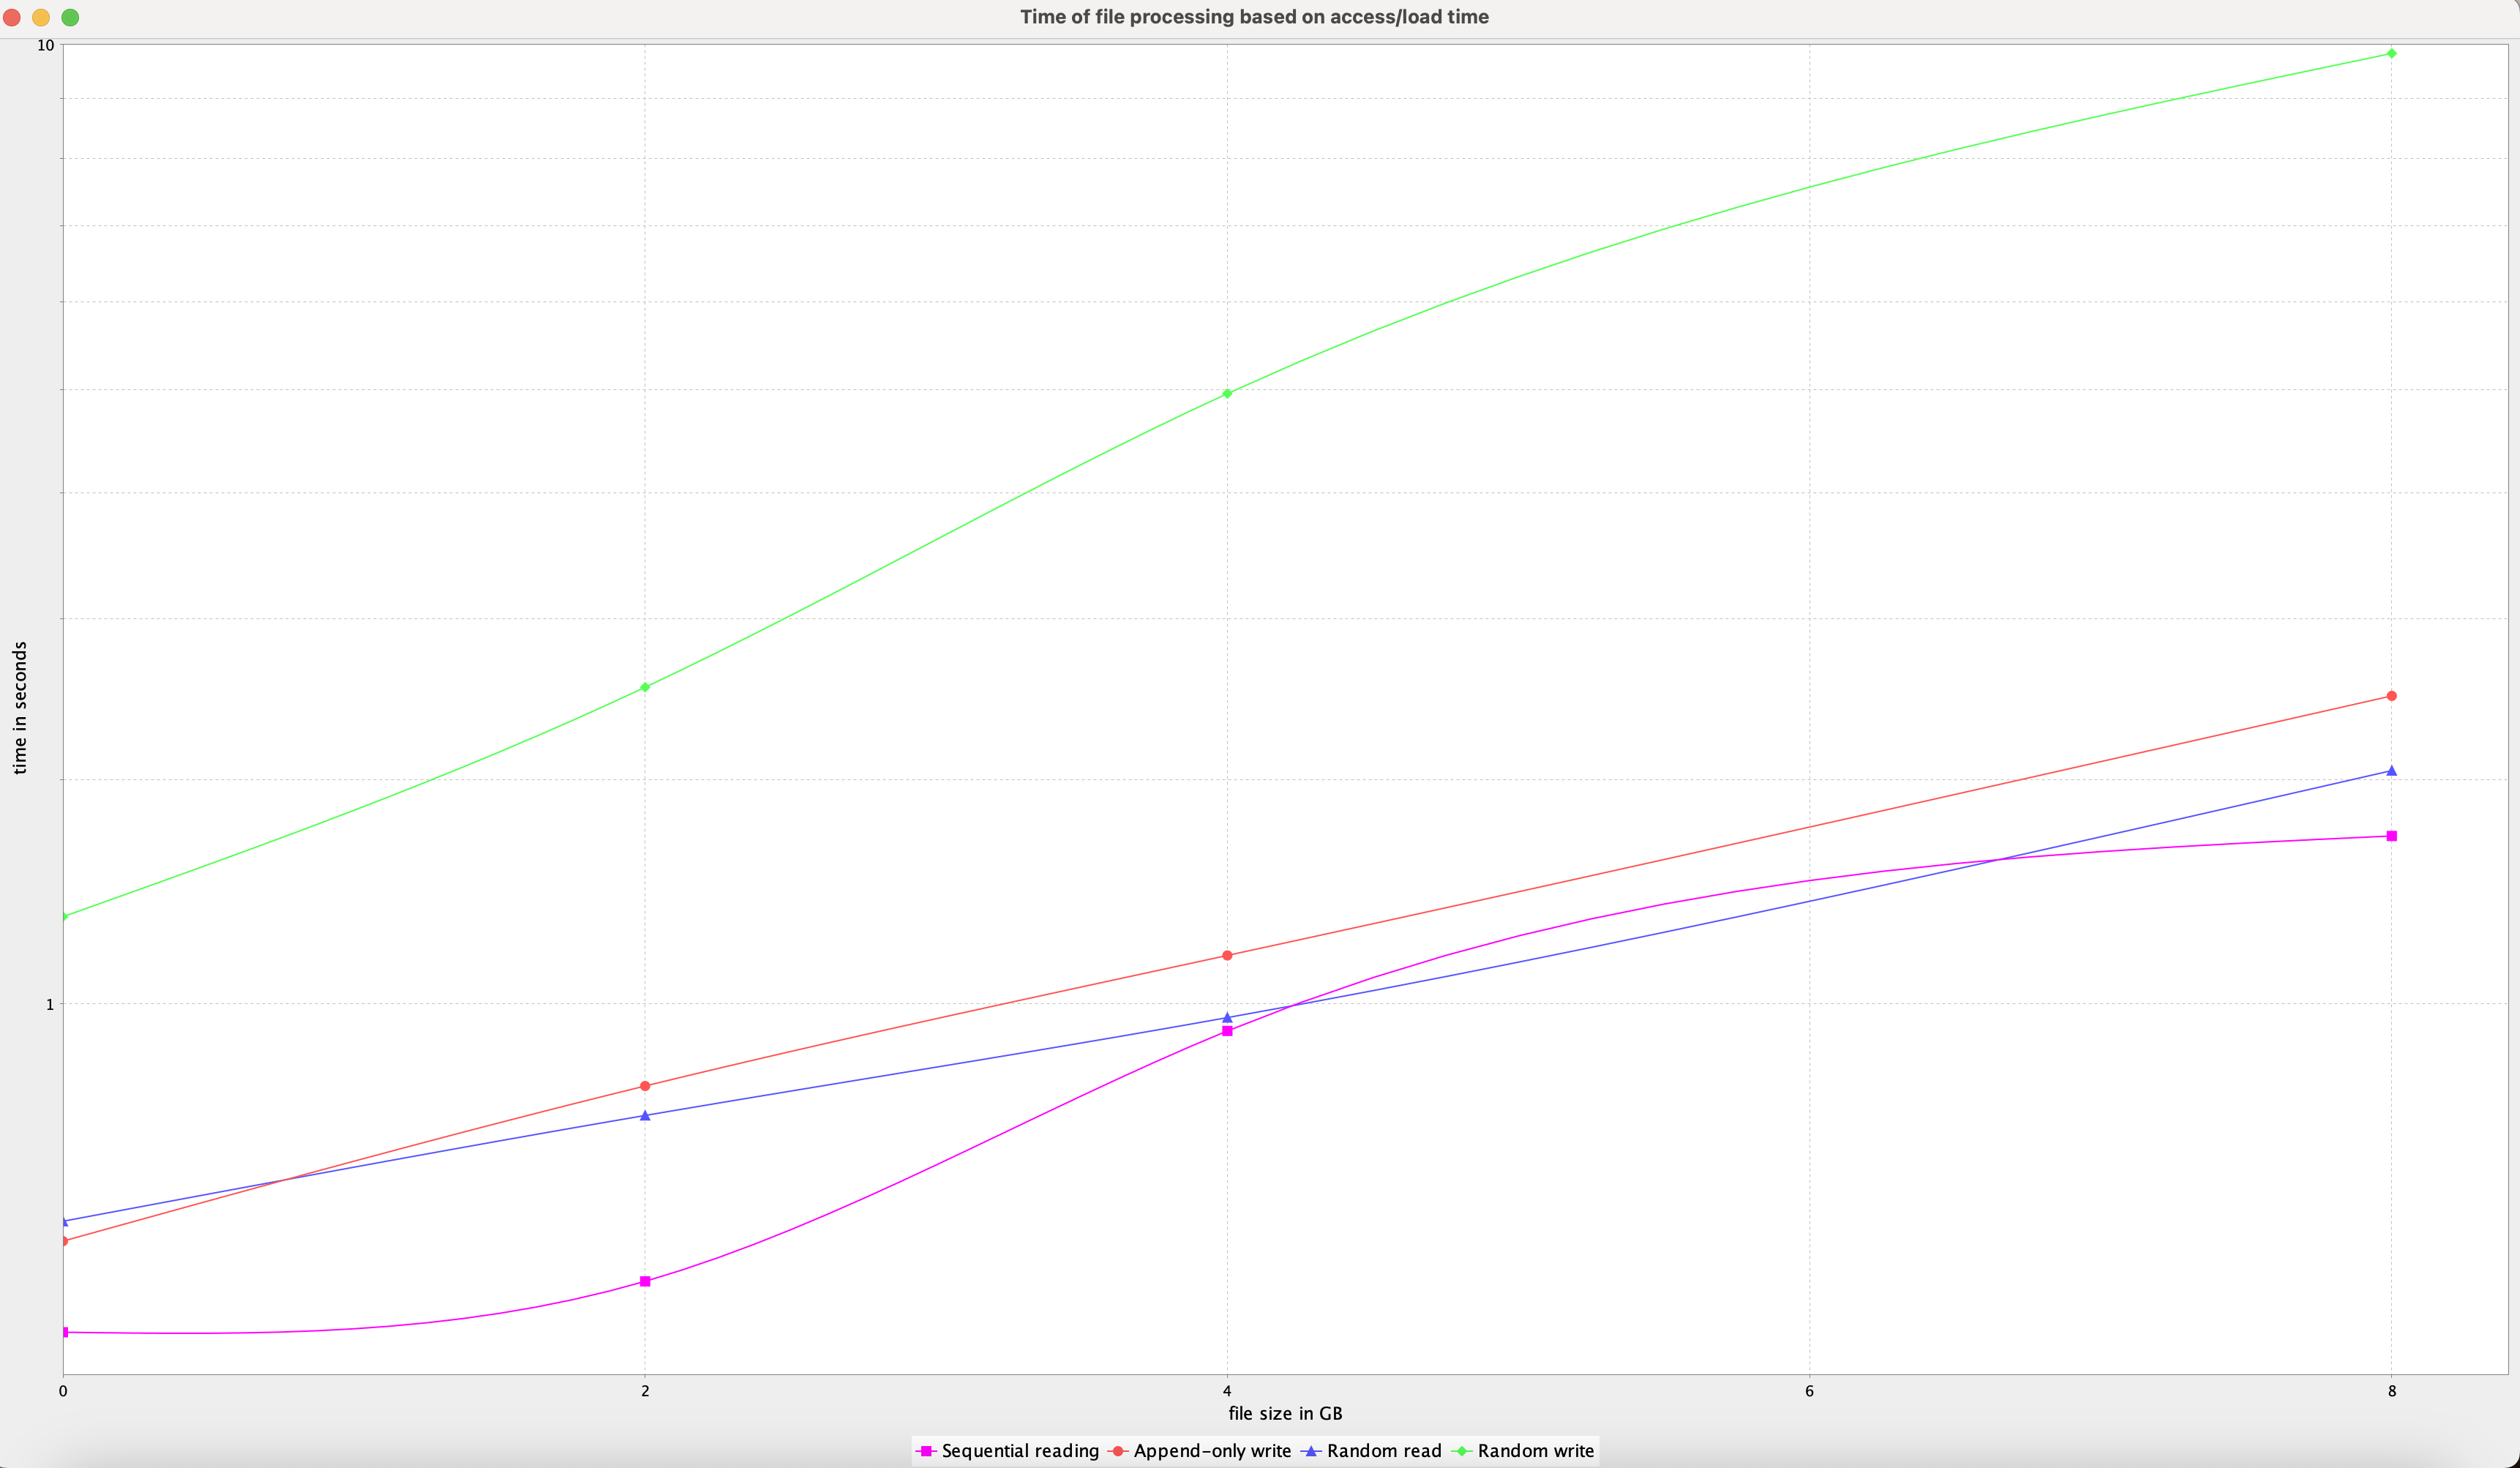 Time of file processing based on access/load time
10
time in seconds
1
0 2 4 6 8
file size in GB
Sequential reading Append-only write Random read Random write